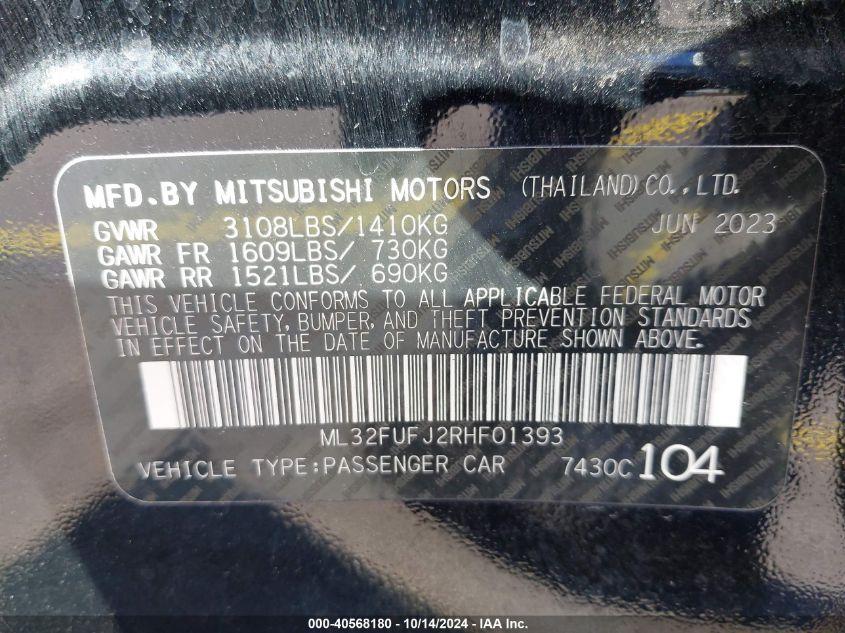 MFD.BY MITSUBISHI MOTORS (THAILAND)CO.,LTD.
GVWR 3108LBS/1410KG JUN 2023
GAWR FR 1609LBS/ 730KG
GAWR RR 1521LBS/ 690KG
THIS VEHICLE CONFORMS TO ALL APPLICABLE FEDERAL MOTOR
VEHICLE SAFETY, BUMPER, AND THEFT PREVENTION STANDARDS
IN EFFECT ON THE DATE OF MANUFACTURE SHOWN ABOVE.
ML32FUFJ2RHF01393
VEHICLE TYPE:PASSENGER CAR 7430C 104
000-40568180 - 10/14/2024 - IAA Inc.